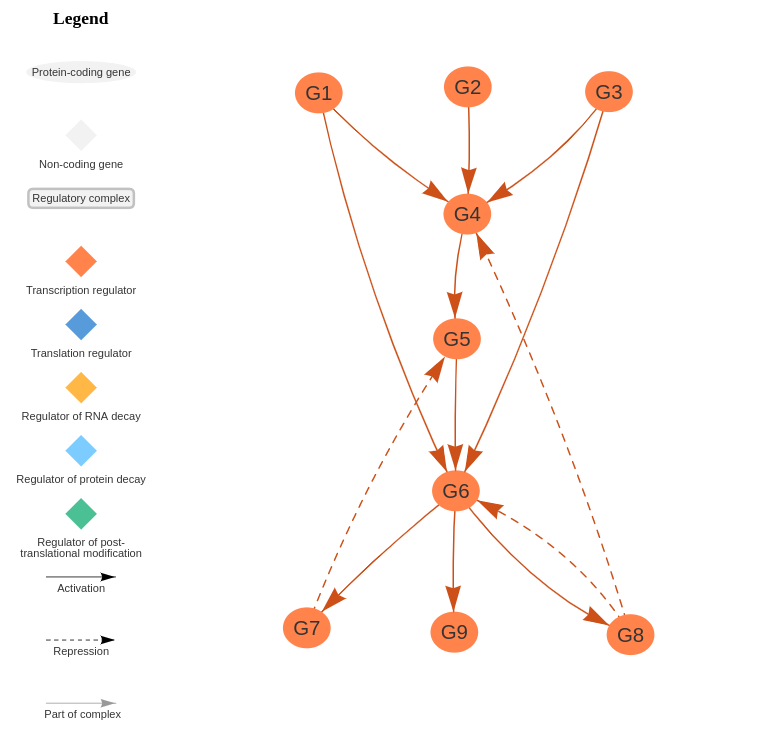 Legend
Protein-coding gene
Non-coding gene
Regulatory complex
Transcription regulator
Translation regulator
Regulator of RNA decay
Regulator of protein decay
Regulator of post-
translational modification
Activation
Repression
Part of complex
G1
G2
G3
G4
G5
G6
G7
G9
G8